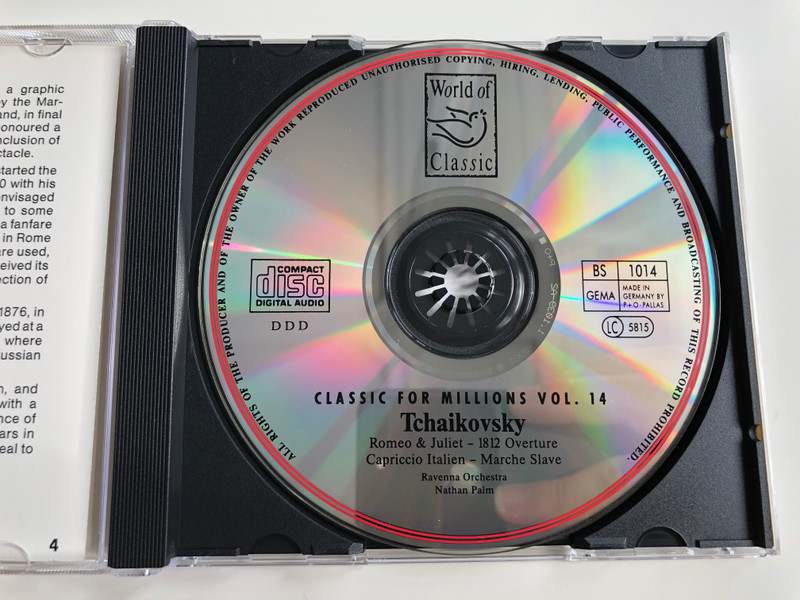 a graphic
by the Mar-
and, in final
onoured a
nclusion of
ctacle.
started the
0 with his
nvisaged
to some
a fanfare
in Rome
are used,
eived its
ection of
1876, in
yed at a
where
ussian
n, and
with a
nce of
ars in
eal to
4
ALL RIGHTS OF THE PRODUCER AND OF THE OWNER OF THE WORK REPRODUCED UNAUTHORISED COPYING, HIRING, LENDING, PUBLIC PERFORMANCE AND BROADCASTING OF THIS RECORD PROHIBITED.
World of
Classic
COMPACT
disc
DIGITAL AUDIO
DDD
BS 1014
GEMA MADE IN GERMANY BY P+O-PALLAS
LC 5815
CLASSIC FOR MILLIONS VOL. 14
Tchaikovsky
Romeo & Juliet – 1812 Overture
Capriccio Italien – Marche Slave
Ravenna Orchestra
Nathan Palm